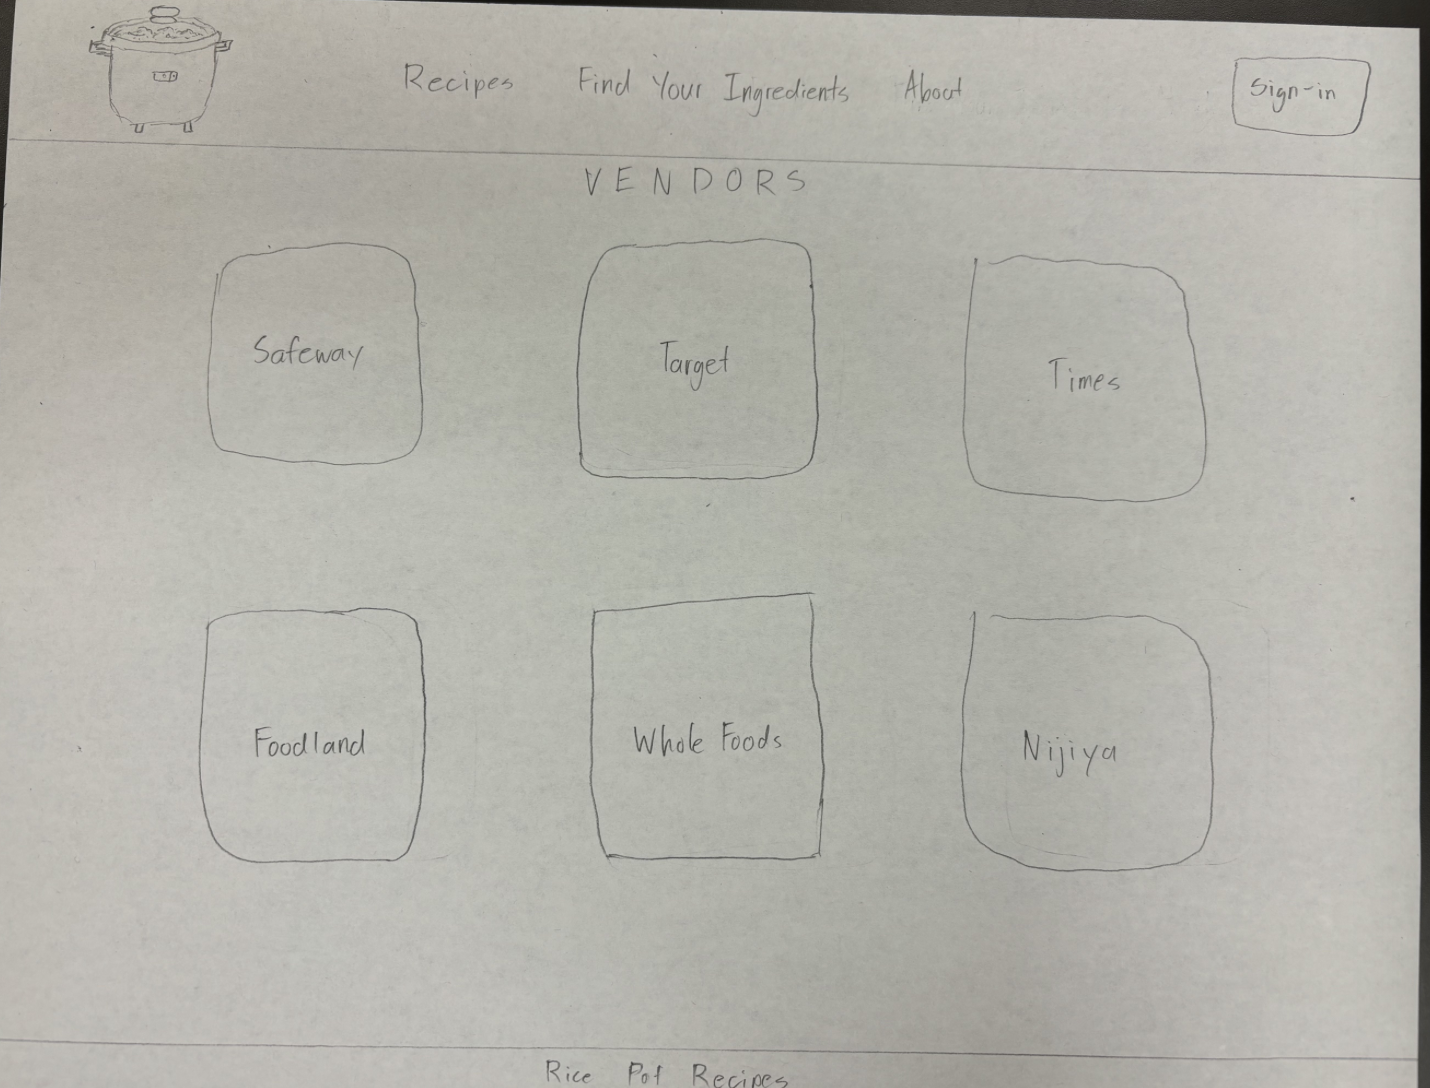 Recipes Find Your Ingredients About Sign-in
VENDORS
Safeway Target Times
Foodland Whole Foods Nijiya
Rice Pot Recipes